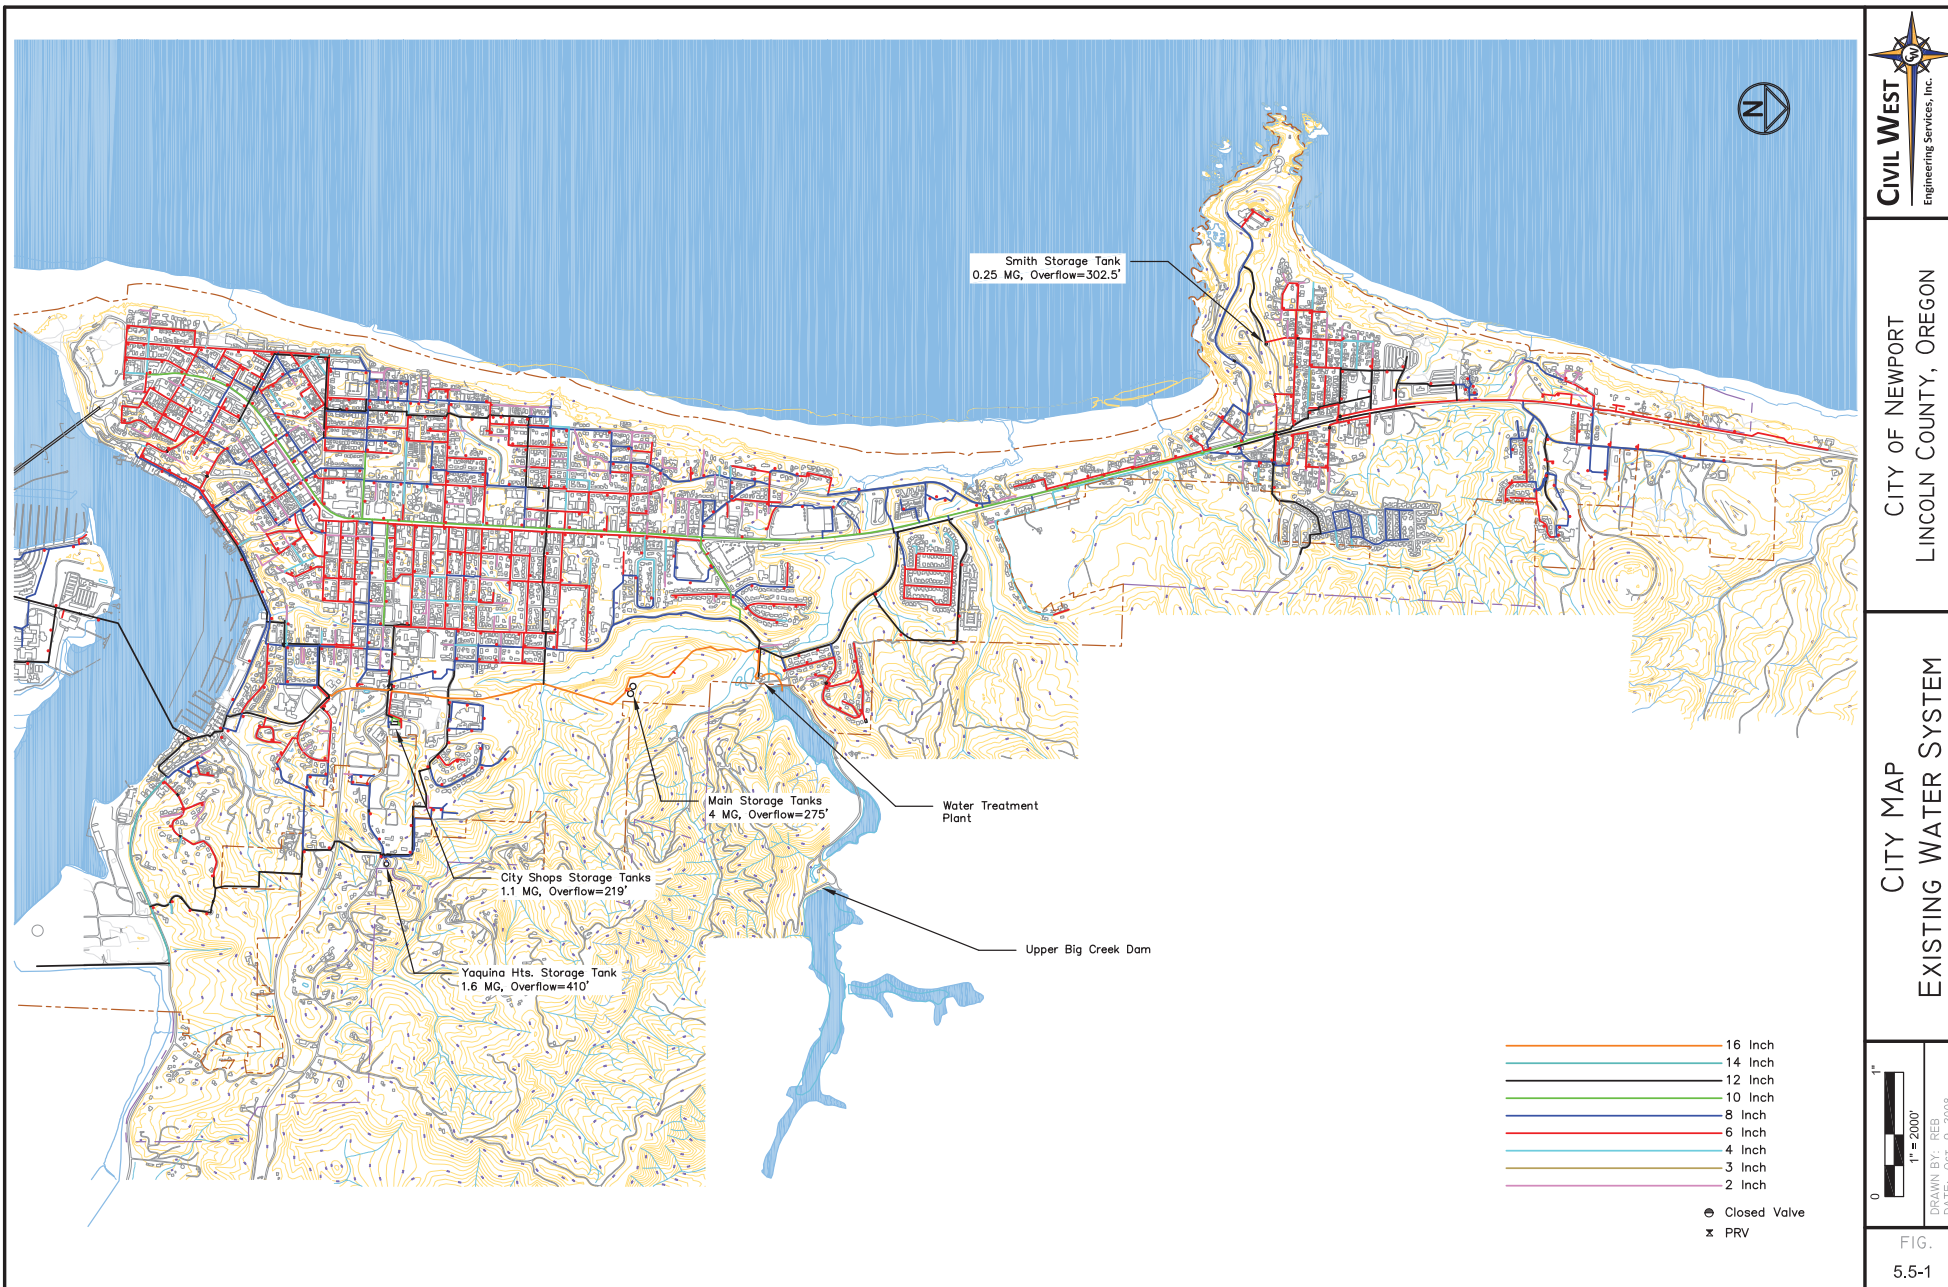 Smith Storage Tank
0.25 MG, Overflow=302.5'
Main Storage Tanks
4 MG, Overflow=275'
Water Treatment
Plant
City Shops Storage Tanks
1.1 MG, Overflow=219'
Upper Big Creek Dam
Yaquina Hts. Storage Tank
1.6 MG, Overflow=410'
16 Inch
14 Inch
12 Inch
10 Inch
8 Inch
6 Inch
4 Inch
3 Inch
2 Inch
Closed Valve
PRV
N
CW
CIVIL WEST
Engineering Services, Inc.
CITY OF NEWPORT
LINCOLN COUNTY, OREGON
CITY MAP
EXISTING WATER SYSTEM
0 1"
1" = 2000'
DRAWN BY: REB
FIG.
5.5-1